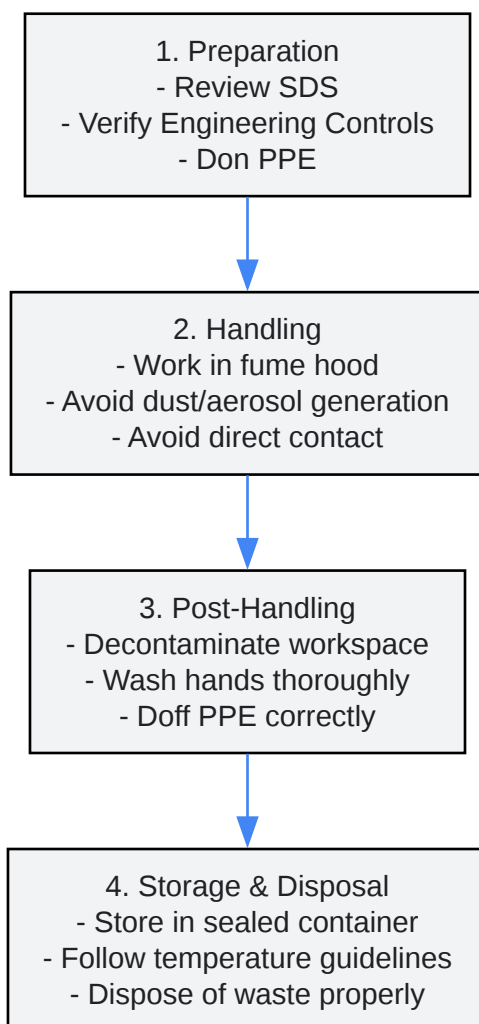 1. Preparation
- Review SDS
- Verify Engineering Controls
- Don PPE
2. Handling
- Work in fume hood
- Avoid dust/aerosol generation
- Avoid direct contact
3. Post-Handling
- Decontaminate workspace
- Wash hands thoroughly
- Doff PPE correctly
4. Storage & Disposal
- Store in sealed container
- Follow temperature guidelines
- Dispose of waste properly